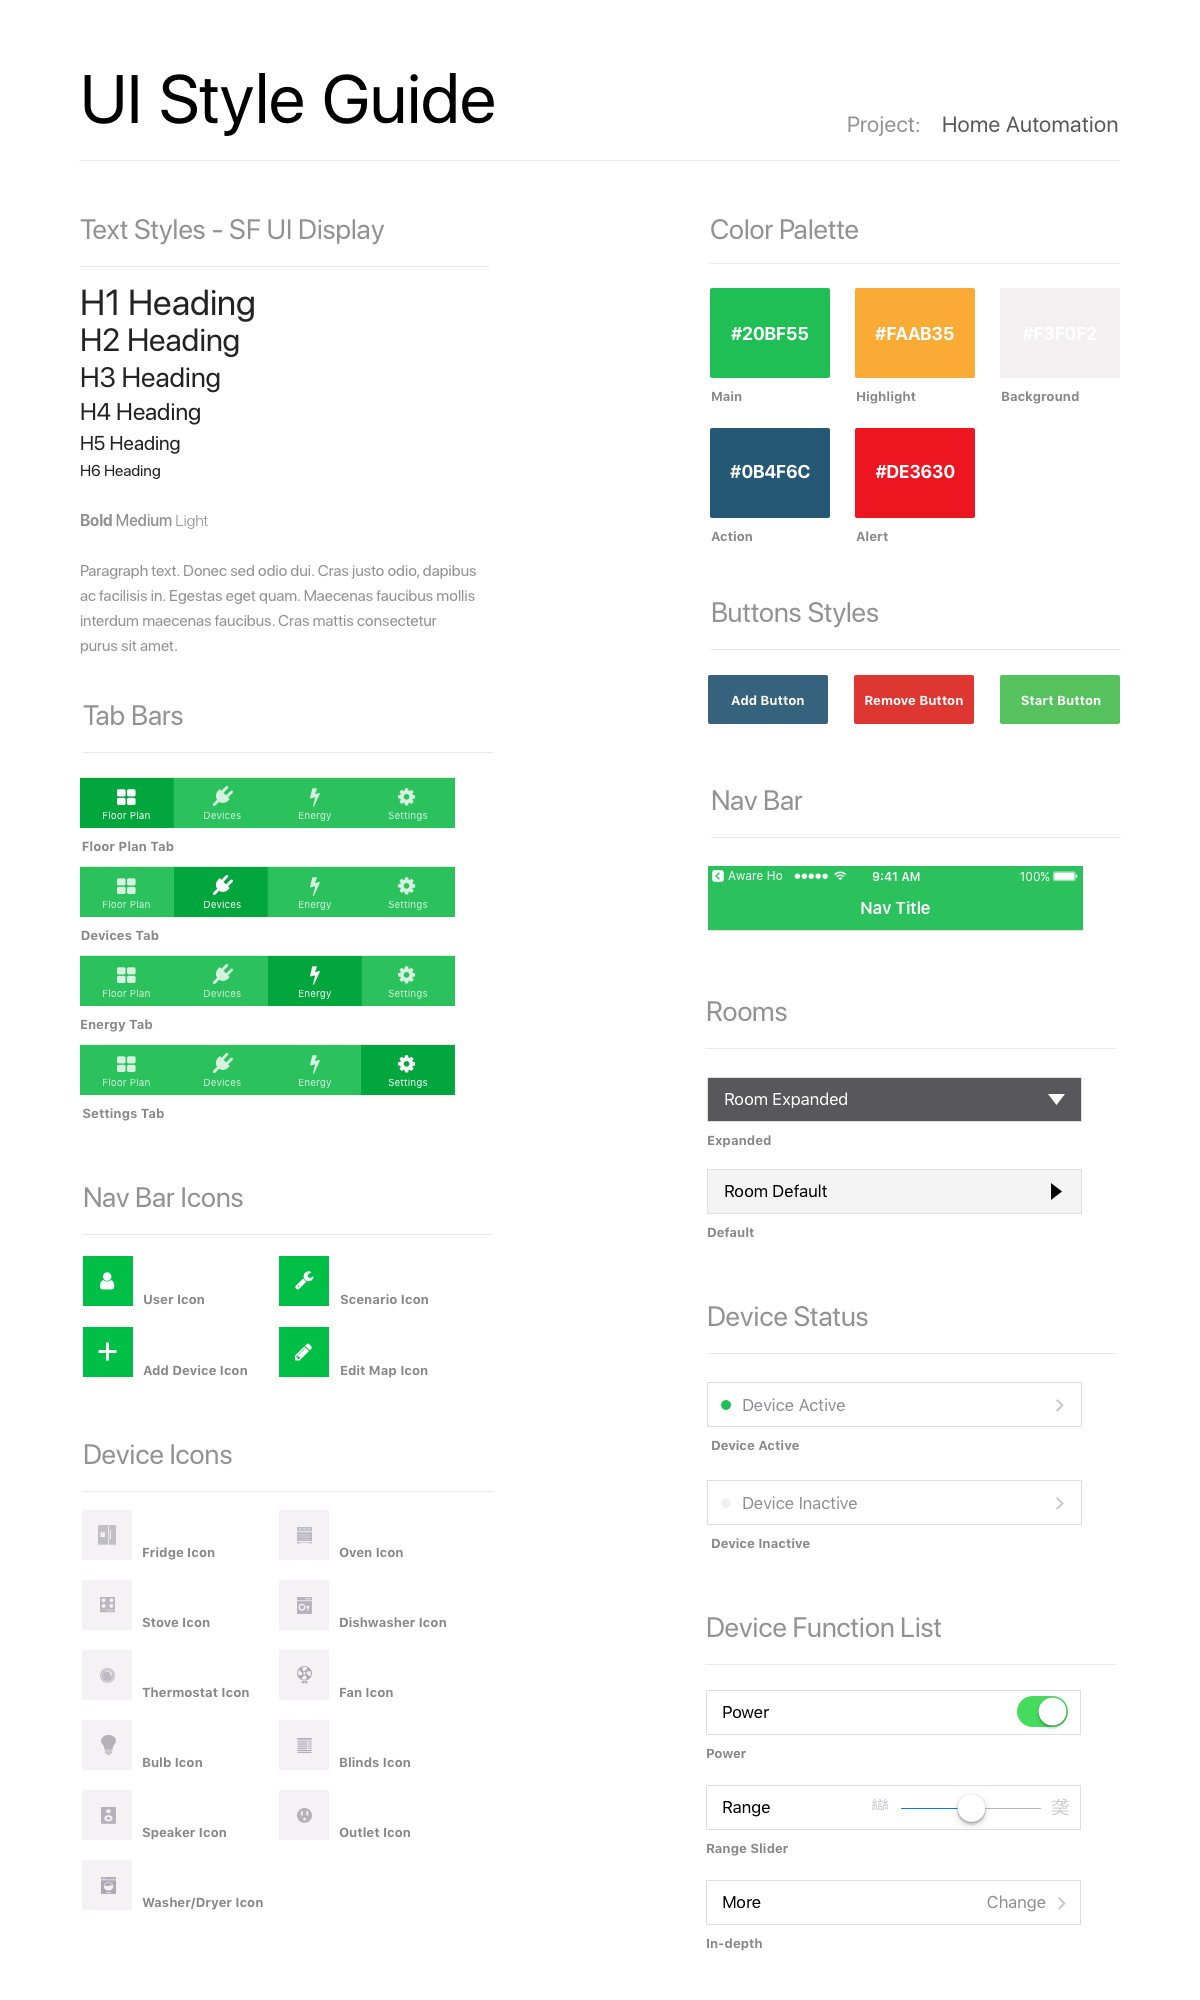 UI Style Guide
Project: Home Automation
Text Styles - SF UI Display
H1 Heading
H2 Heading
H3 Heading
H4 Heading
H5 Heading
H6 Heading
Bold Medium Light
Paragraph text. Donec sed odio dui. Cras justo odio, dapibus
ac facilisis in. Egestas eget quam. Maecenas faucibus mollis
interdum maecenas faucibus. Cras mattis consectetur
purus sit amet.
Tab Bars
Floor Plan Devices Energy Settings
Floor Plan Tab
Floor Plan Devices Energy Settings
Devices Tab
Floor Plan Devices Energy Settings
Energy Tab
Floor Plan Devices Energy Settings
Settings Tab
Nav Bar Icons
User Icon Scenario Icon
Add Device Icon Edit Map Icon
Device Icons
Fridge Icon Oven Icon
Stove Icon Dishwasher Icon
Thermostat Icon Fan Icon
Bulb Icon Blinds Icon
Speaker Icon Outlet Icon
Washer/Dryer Icon
Color Palette
#20BF55 #FAAB35 #F3F0F2
Main Highlight Background
#0B4F6C #DE3630
Action Alert
Buttons Styles
Add Button Remove Button Start Button
Nav Bar
Aware Ho 9:41 AM 100%
Nav Title
Rooms
Room Expanded
Expanded
Room Default
Default
Device Status
Device Active
Device Active
Device Inactive
Device Inactive
Device Function List
Power
Power
Range
Range Slider
More Change
In-depth